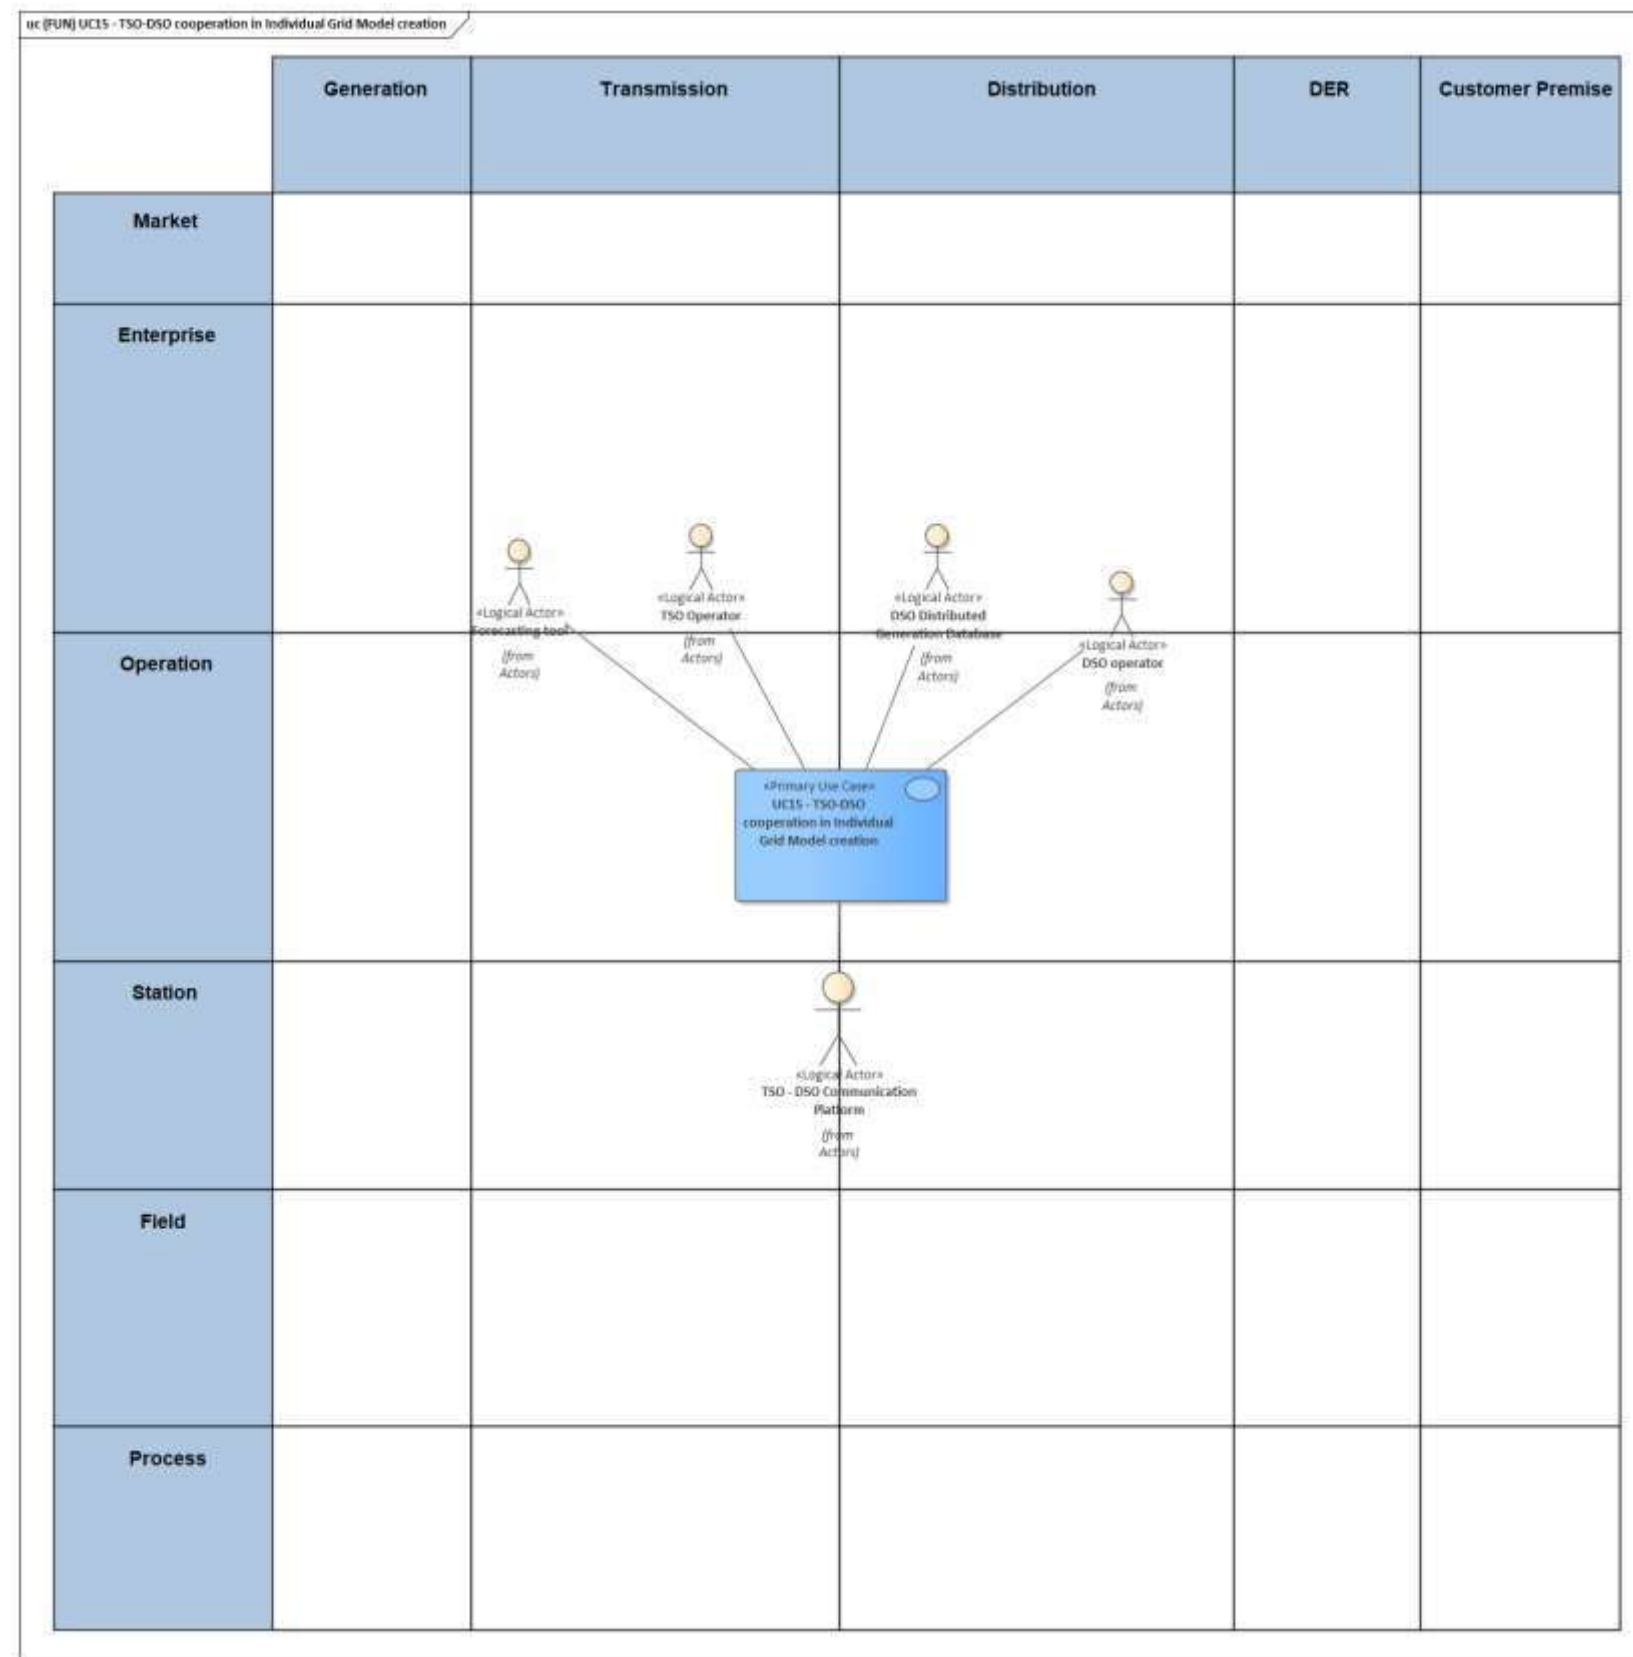 uc (FUN) UC15 - TSO-DSO cooperation in Individual Grid Model creation
Generation
Transmission
Distribution
DER
Customer Premise
Market
Enterprise
«Logical Actor»
Forecasting tool
(from
Actors)
«Logical Actor»
TSO Operator
(from
Actors)
«Logical Actor»
DSO Distributed
Generation Database
(from
Actors)
«Logical Actor»
DSO operator
(from
Actors)
Operation
«Primary Use Case»
UC15 - TSO-DSO
cooperation in Individual
Grid Model creation
Station
«Logical Actor»
TSO - DSO Communication
Platform
(from
Actors)
Field
Process